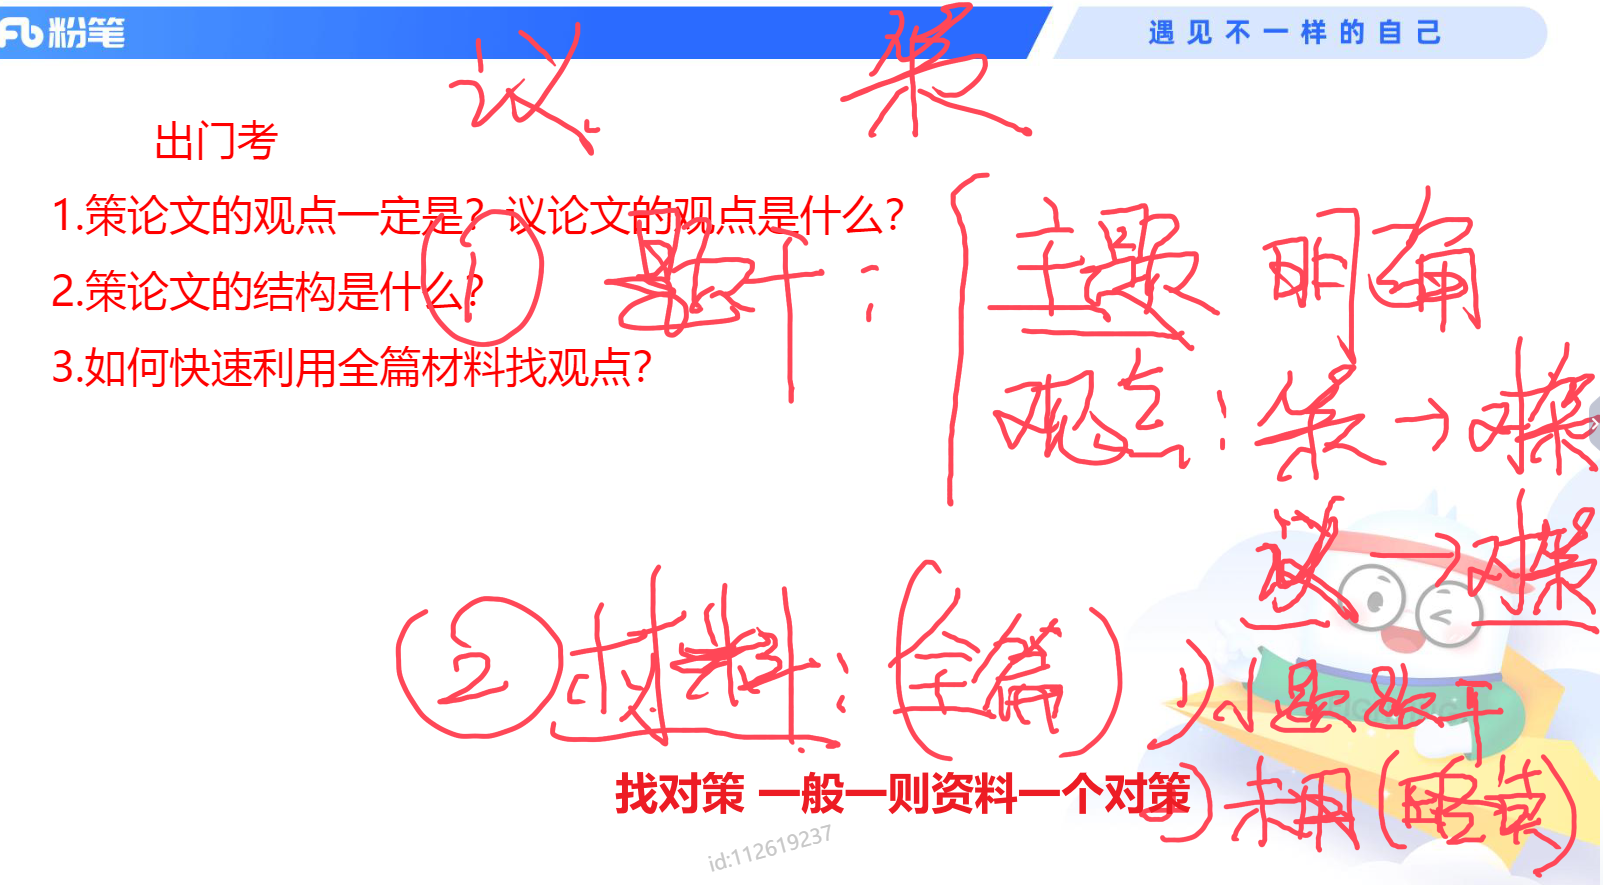 粉笔
遇见不一样的自己
议 策
出门考
1.策论文的观点一定是？议论文的观点是什么？
2.策论文的结构是什么？
3.如何快速利用全篇材料找观点？
① 题干： 主题 明确
观点：策→对策
议→对策
② 材料：(全篇) 1)小题题干
找对策 一般一则资料一个对策
未用
id:112619237